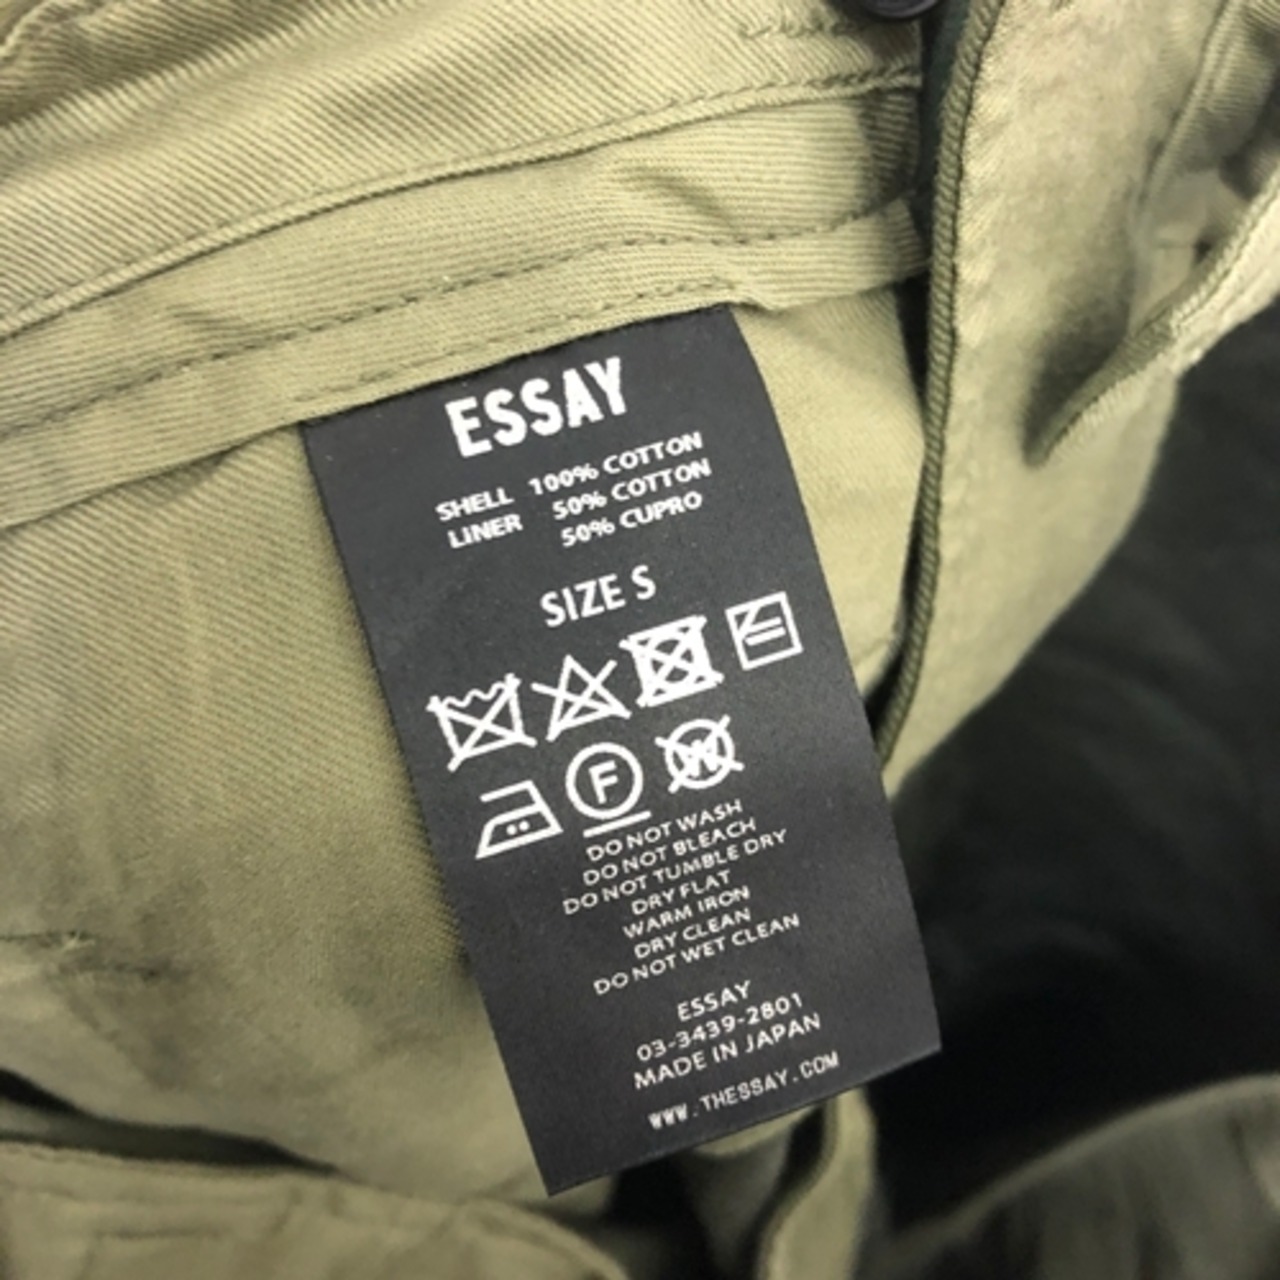 ESSAY
SHELL 100% COTTON
LINER 50% COTTON
50% CUPRO
SIZE S
F W
DO NOT WASH
DO NOT BLEACH
DO NOT TUMBLE DRY
DRY FLAT
WARM IRON
DRY CLEAN
DO NOT WET CLEAN
ESSAY
03-3439-2801
MADE IN JAPAN
WWW.THESSAY.COM